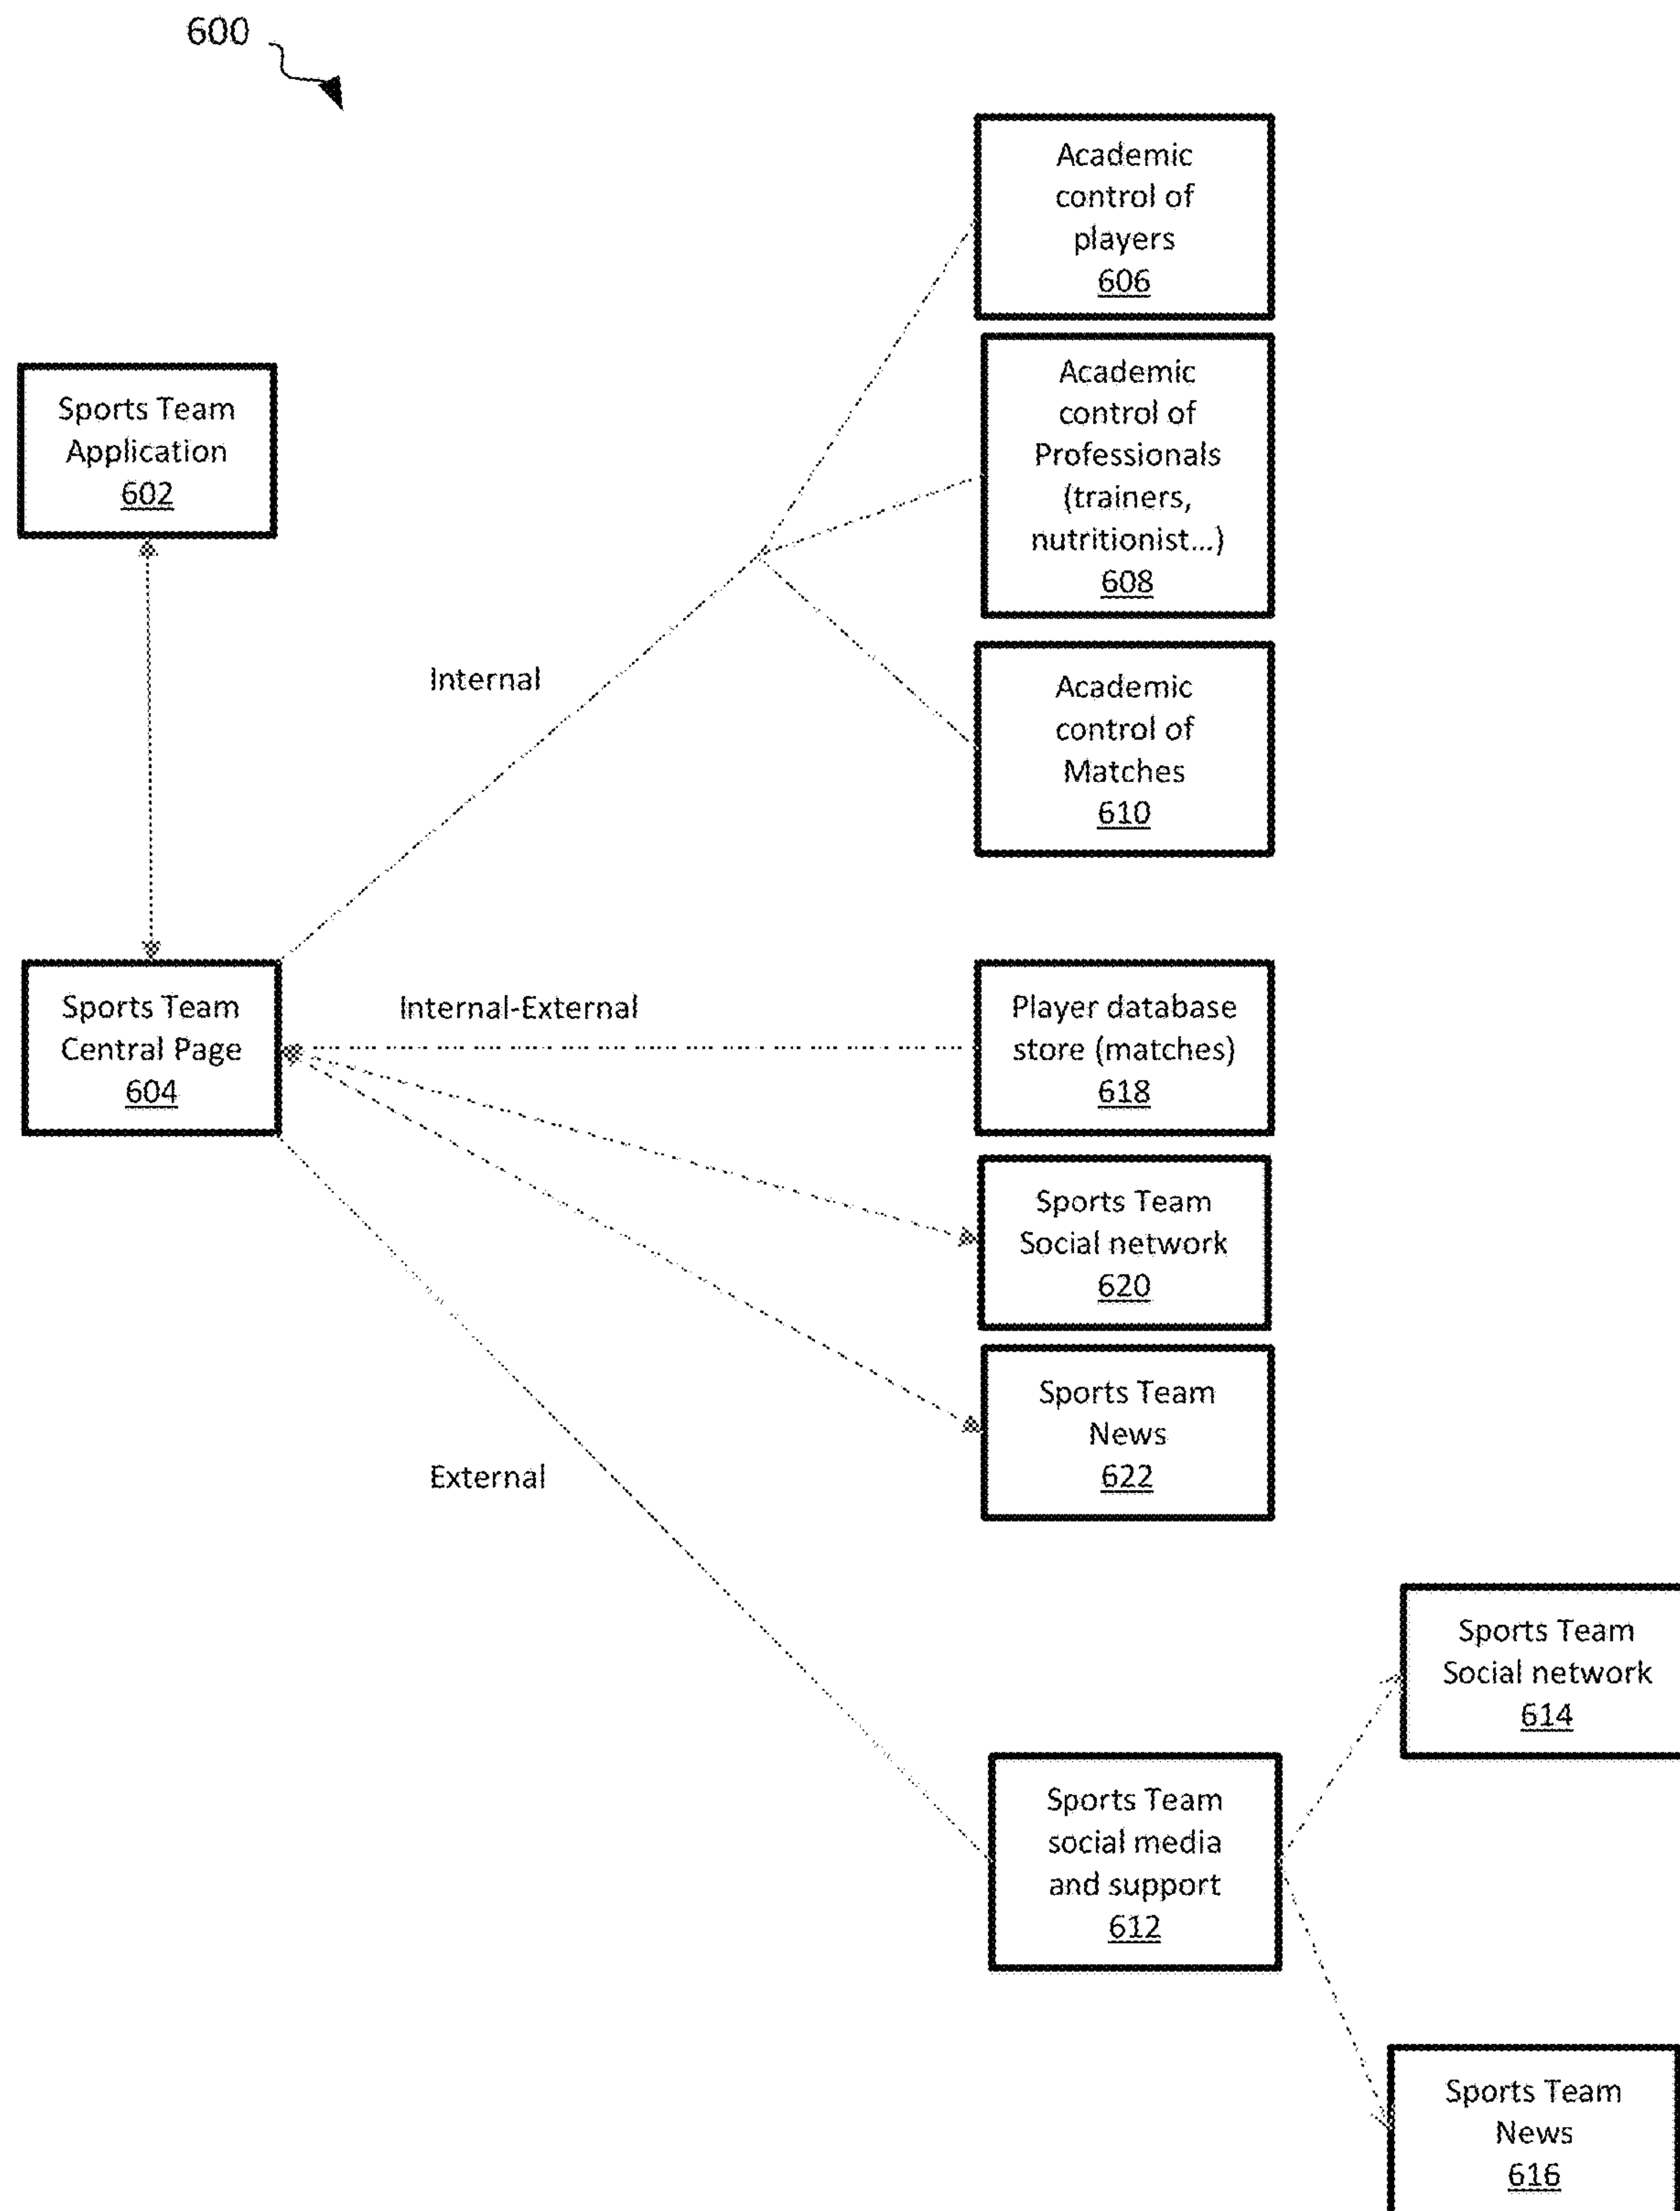 600
Academic
control of
players
606
Sports Team
Application
602
Academic
control of
Professionals
(trainers,
nutritionist...)
608
Internal
Academic
control of
Matches
610
Sports Team
Central Page
604
Internal-External
Player database
store (matches)
618
Sports Team
Social network
620
Sports Team
News
622
External
Sports Team
Social network
614
Sports Team
social media
and support
612
Sports Team
News
616